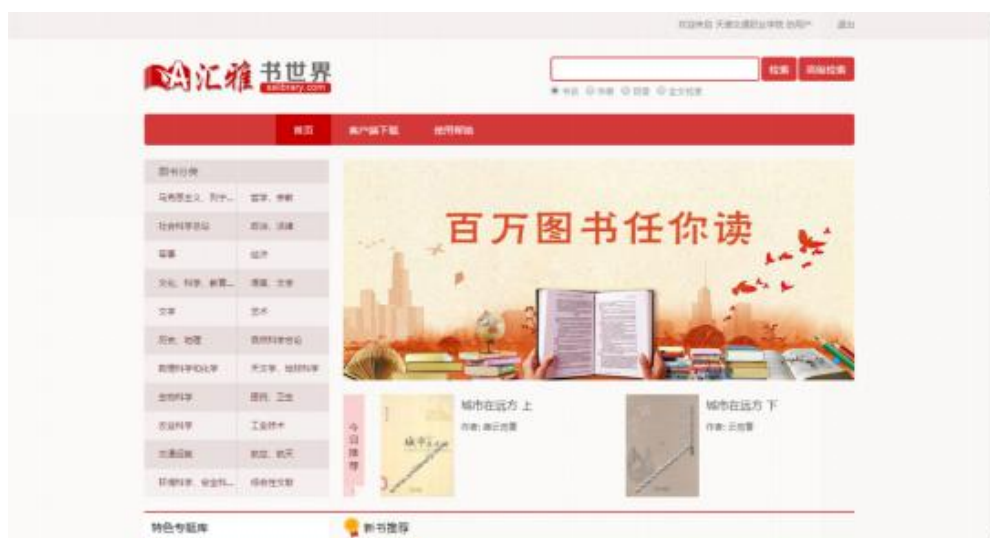 欢迎来自 天津交通职业学院 的用户 退出
汇雅 书世界
sslibrary.com
检索 高级检索
书名 作者 目录 全文检索
首页 客户端下载 使用帮助
图书分类
马克思主义、列宁... 哲学、宗教
社会科学总论 政治、法律
军事 经济
文化、科学、教育... 语言、文字
文学 艺术
历史、地理 自然科学总论
数理科学和化学 天文学、地球科学
生物科学 医药、卫生
农业科学 工业技术
交通运输 航空、航天
环境科学、安全科... 综合性文献
百万图书任你读
今日推荐
城市在远方 上
城市在远方 下
特色专题库
新书推荐